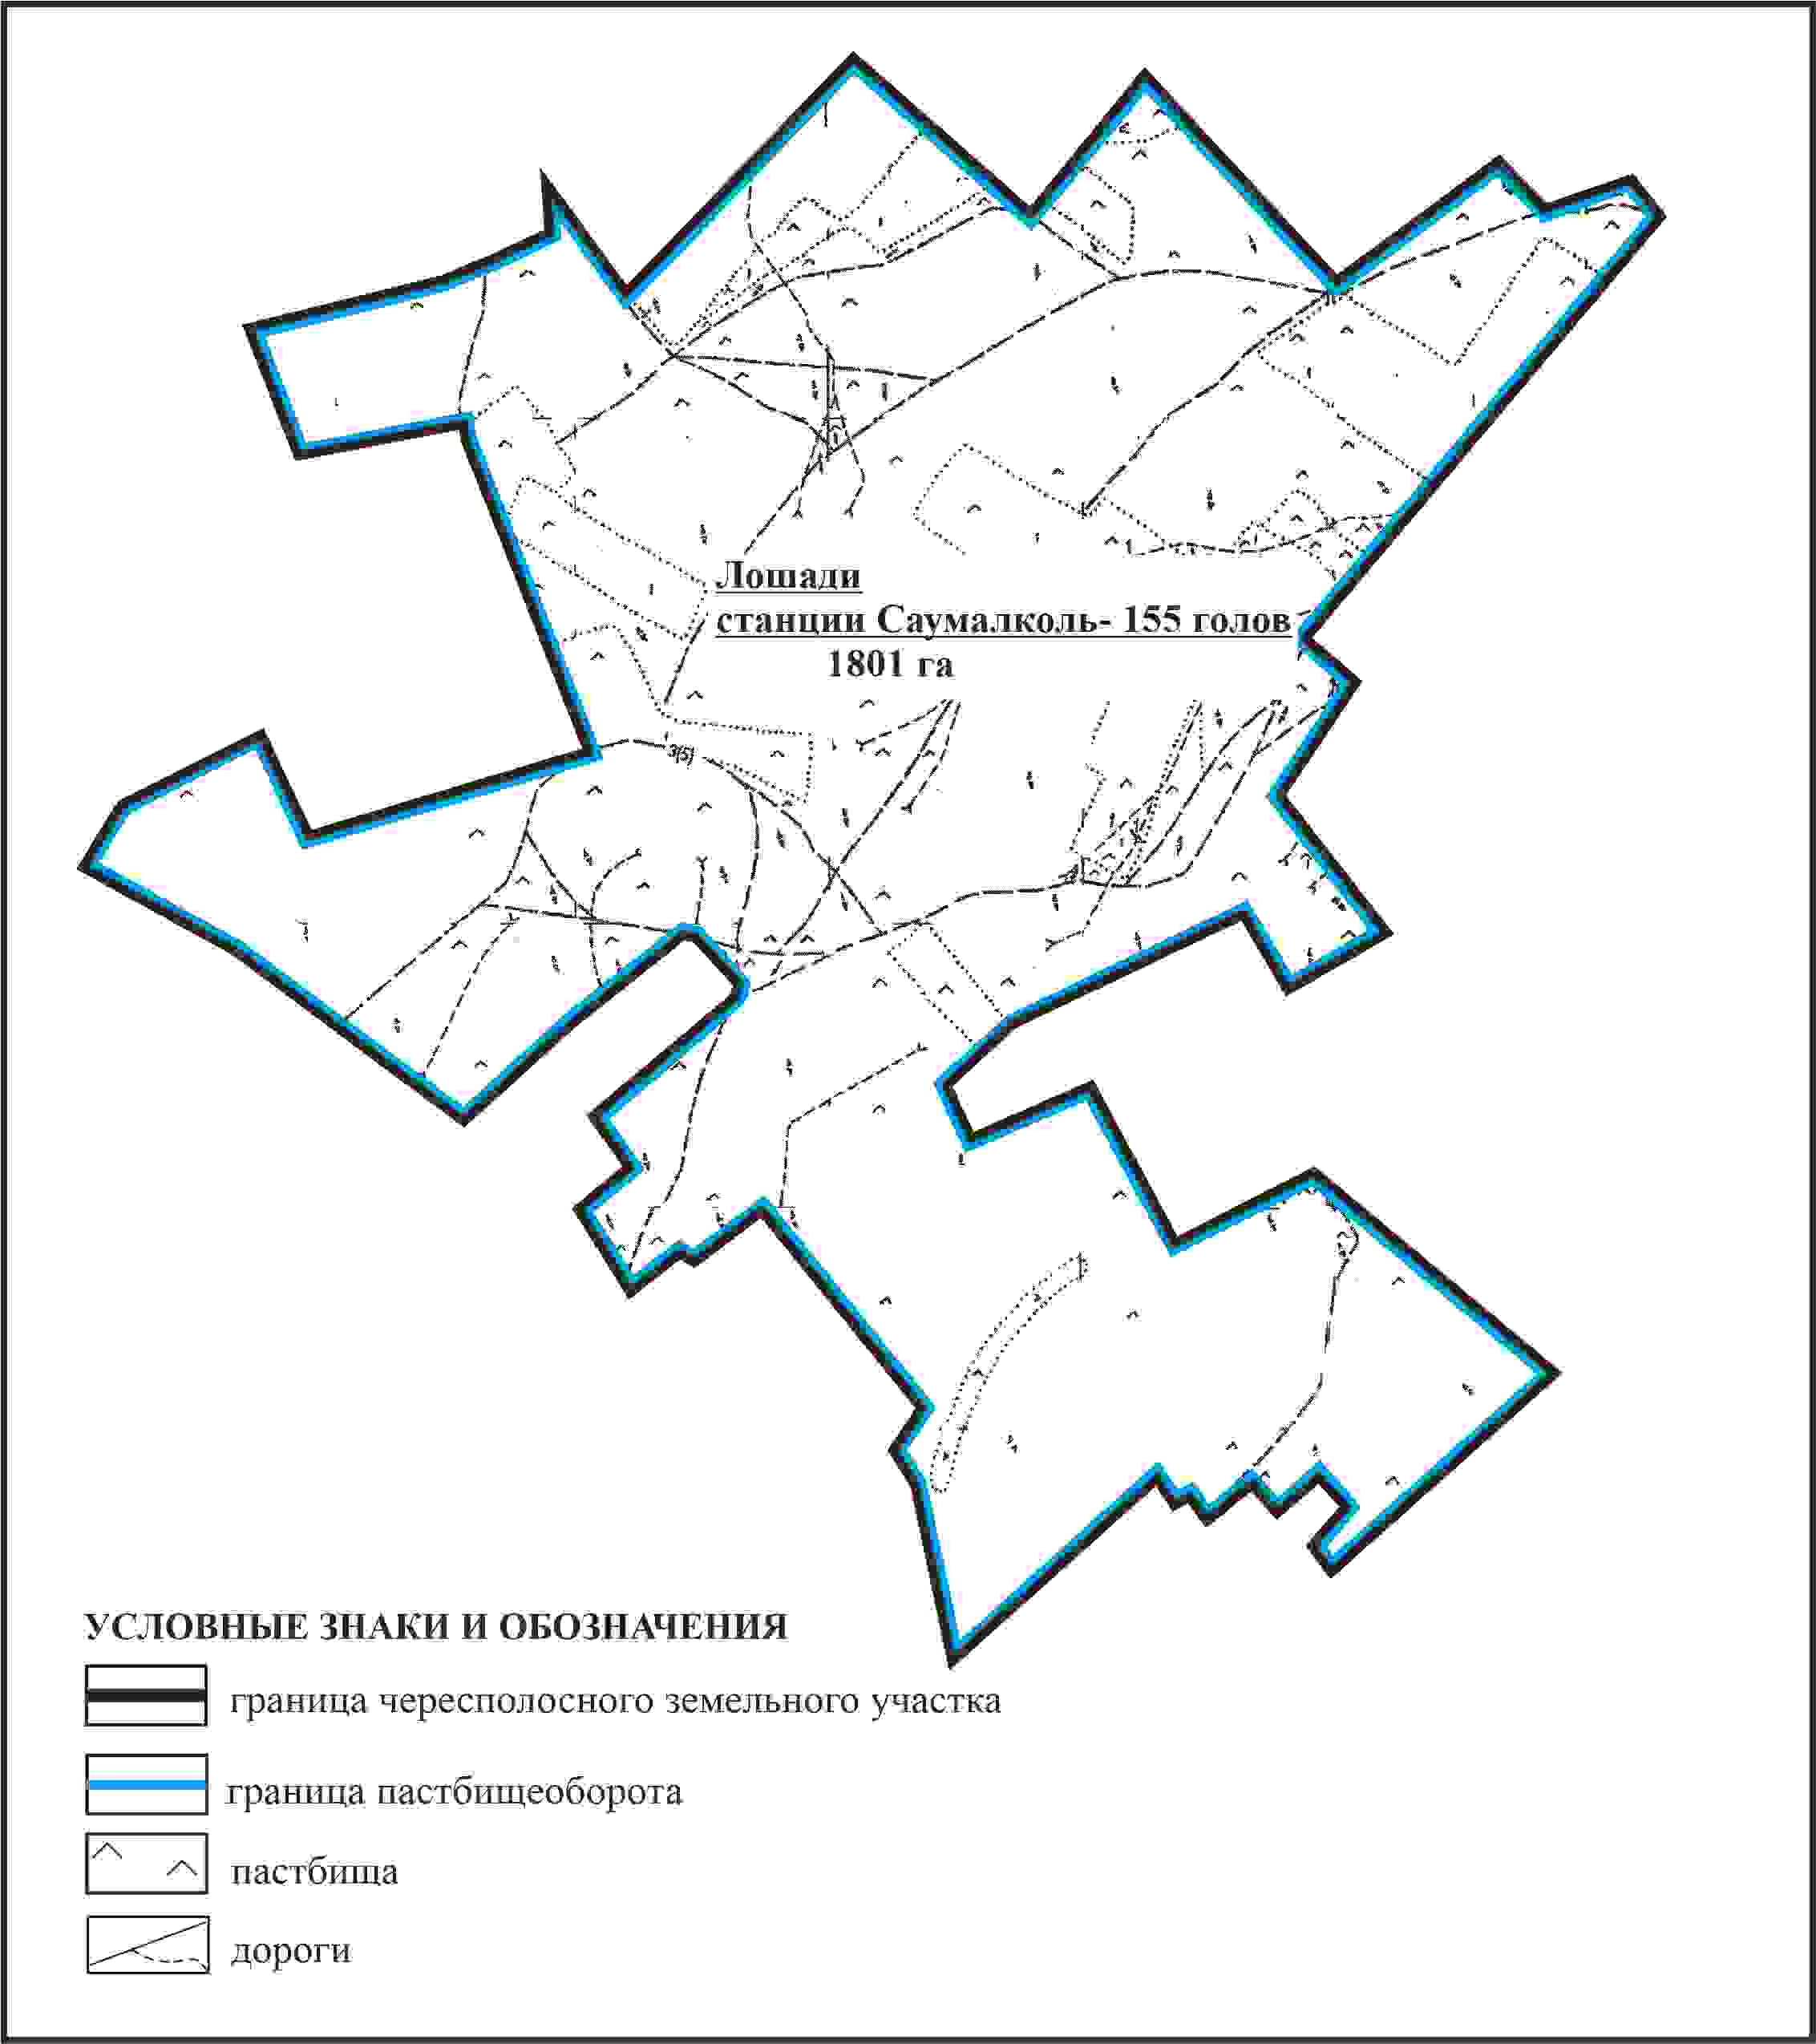 Лошади
станции Саумалколь- 155 голов
1801 га
3(5)
УСЛОВНЫЕ ЗНАКИ И ОБОЗНАЧЕНИЯ
граница чересполосного земельного участка
граница пастбищеоборота
пастбища
дороги